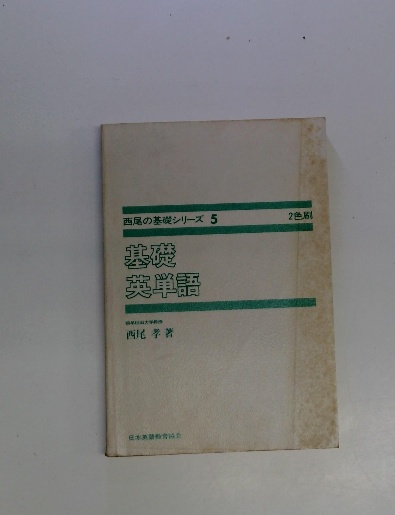 西尾の基礎シリーズ 5 2色刷
基礎
英単語
西尾 孝 著
日本英語教育協会